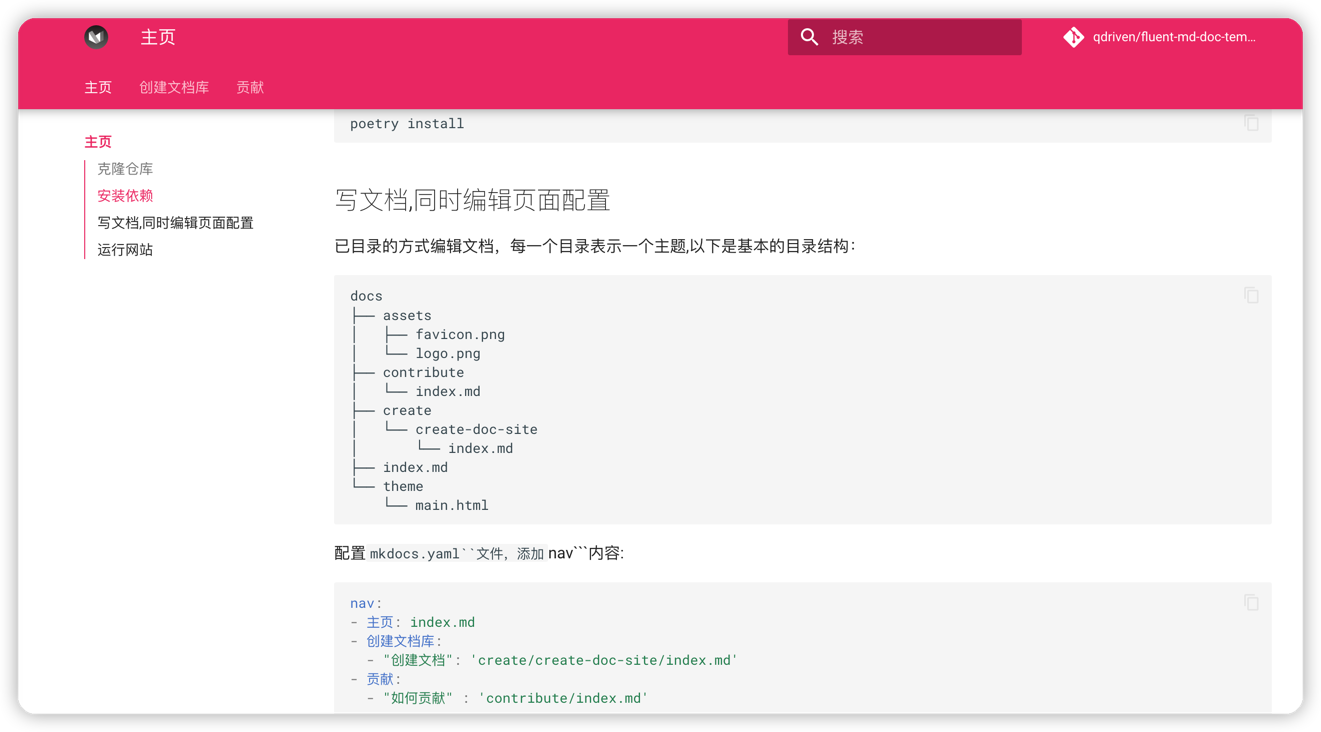 主页
搜索
qdriven/fluent-md-doc-tem...
主页 创建文档库 贡献
主页
克隆仓库
安装依赖
写文档,同时编辑页面配置
运行网站
poetry install
写文档,同时编辑页面配置
已目录的方式编辑文档，每一个目录表示一个主题,以下是基本的目录结构：
docs
├── assets
│   ├── favicon.png
│   └── logo.png
├── contribute
│   └── index.md
├── create
│   └── create-doc-site
│       └── index.md
├── index.md
└── theme
    └── main.html
配置 mkdocs.yaml``文件，添加 nav```内容:
nav:
- 主页: index.md
- 创建文档库:
  - "创建文档": 'create/create-doc-site/index.md'
- 贡献:
  - "如何贡献" : 'contribute/index.md'